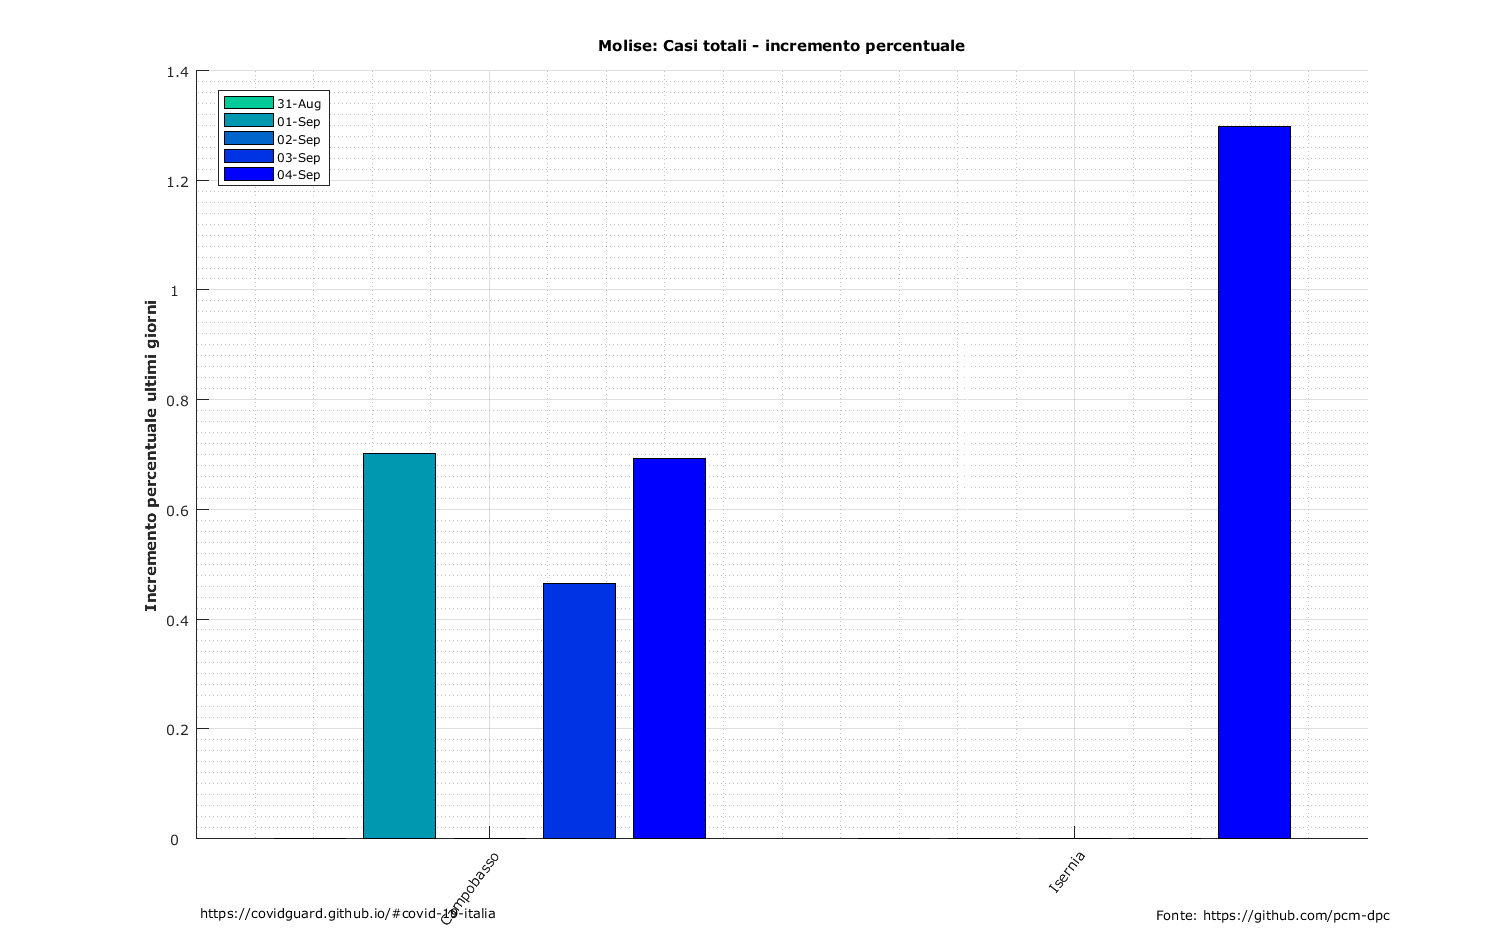 Molise: Casi totali - incremento percentuale
1.4
1.2
1
0.8
0.6
0.4
0.2
0
Incremento percentuale ultimi giorni
31-Aug
01-Sep
02-Sep
03-Sep
04-Sep
Campobasso
Isernia
https://covidguard.github.io/#covid-19-italia
Fonte: https://github.com/pcm-dpc